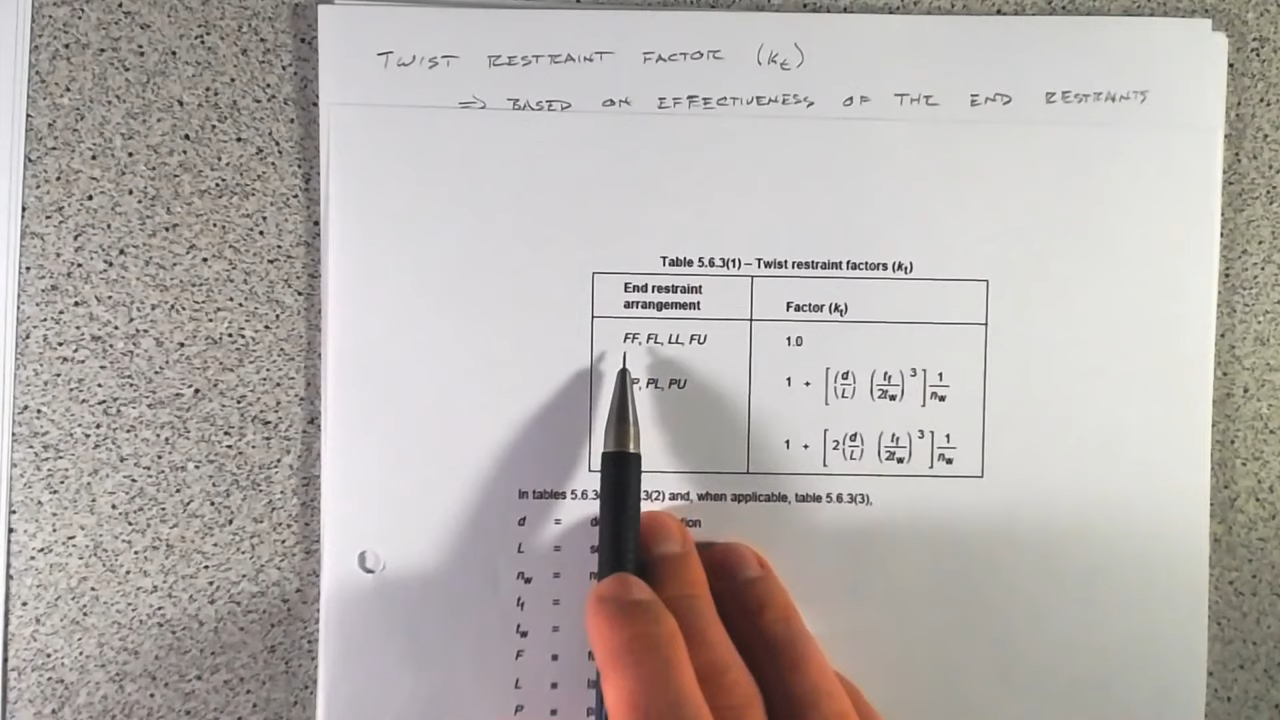 TWIST RESTRAINT FACTOR (kt)
⇒ BASED ON EFFECTIVENESS OF THE END RESTRAINTS
Table 5.6.3(1) – Twist restraint factors (kt)
End restraint
arrangement
Factor (kt)
FF, FL, LL, FU
1.0
P, PL, PU
1 + [(d/L) (tf/2tw)³] 1/nw
1 + [2(d/L) (tf/2tw)³] 1/nw
In tables 5.6.3 3(2) and, when applicable, table 5.6.3(3),
d =
L =
nw =
tf =
tw =
F =
L =
P =